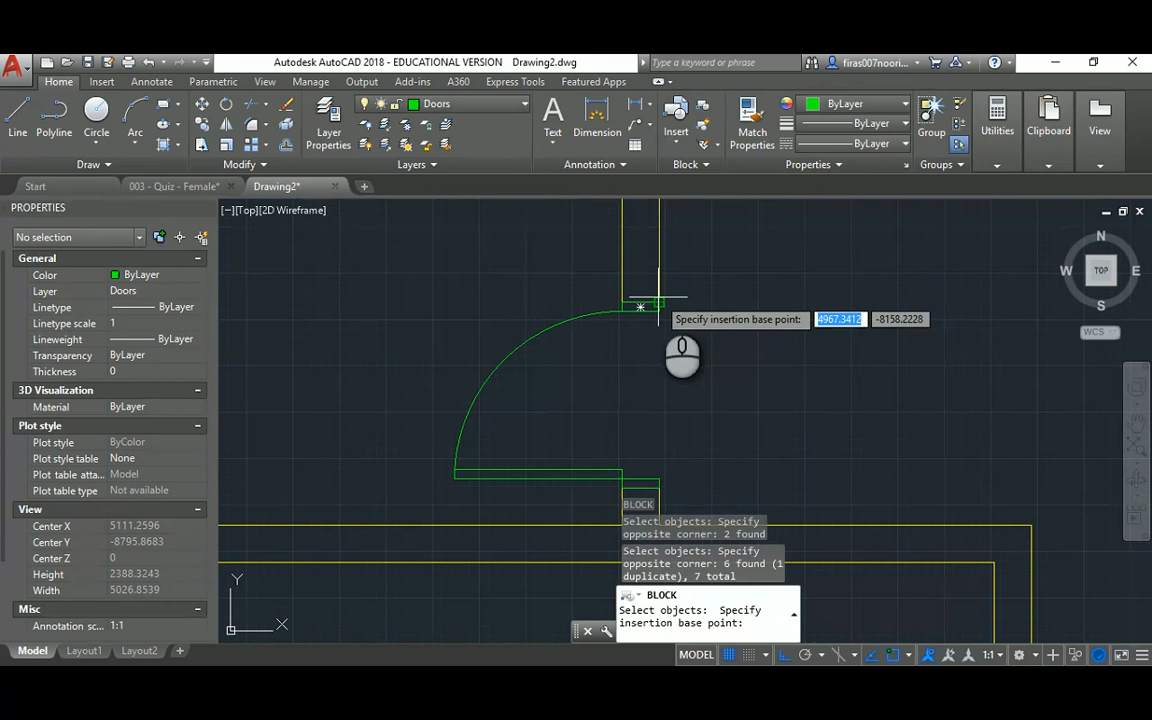 Autodesk AutoCAD 2018 - EDUCATIONAL VERSION Drawing2.dwg
Type a keyword or phrase
firas007noori...
Home Insert Annotate Parametric View Manage Output Add-ins A360 Express Tools Featured Apps
Line Polyline Circle Arc
Layer Properties
Doors
Text Dimension
Insert
Match Properties
ByLayer
ByLayer
ByLayer
Group
Utilities
Clipboard
View
Draw Modify Layers Annotation Block Properties Groups
Start 003 - Quiz - Female* Drawing2*
PROPERTIES
[−][Top][2D Wireframe]
No selection
General
Color ByLayer
Layer Doors
Linetype ByLayer
Linetype scale 1
Lineweight ByLayer
Transparency ByLayer
Thickness 0
3D Visualization
Material ByLayer
Plot style
Plot style ByColor
Plot style table None
Plot table atta... Model
Plot table type Not available
View
Center X 5111.2596
Center Y -8795.8683
Center Z 0
Height 2388.3243
Width 5026.8539
Misc
Annotation sc... 1:1
N
W TOP E
S
WCS
Specify insertion base point: 4967.3412 -8158.2228
BLOCK
Select objects: Specify
opposite corner: 2 found
Select objects: Specify
opposite corner: 6 found (1
duplicate), 7 total
BLOCK
Select objects: Specify
insertion base point:
Y
X
Model Layout1 Layout2
MODEL 1:1